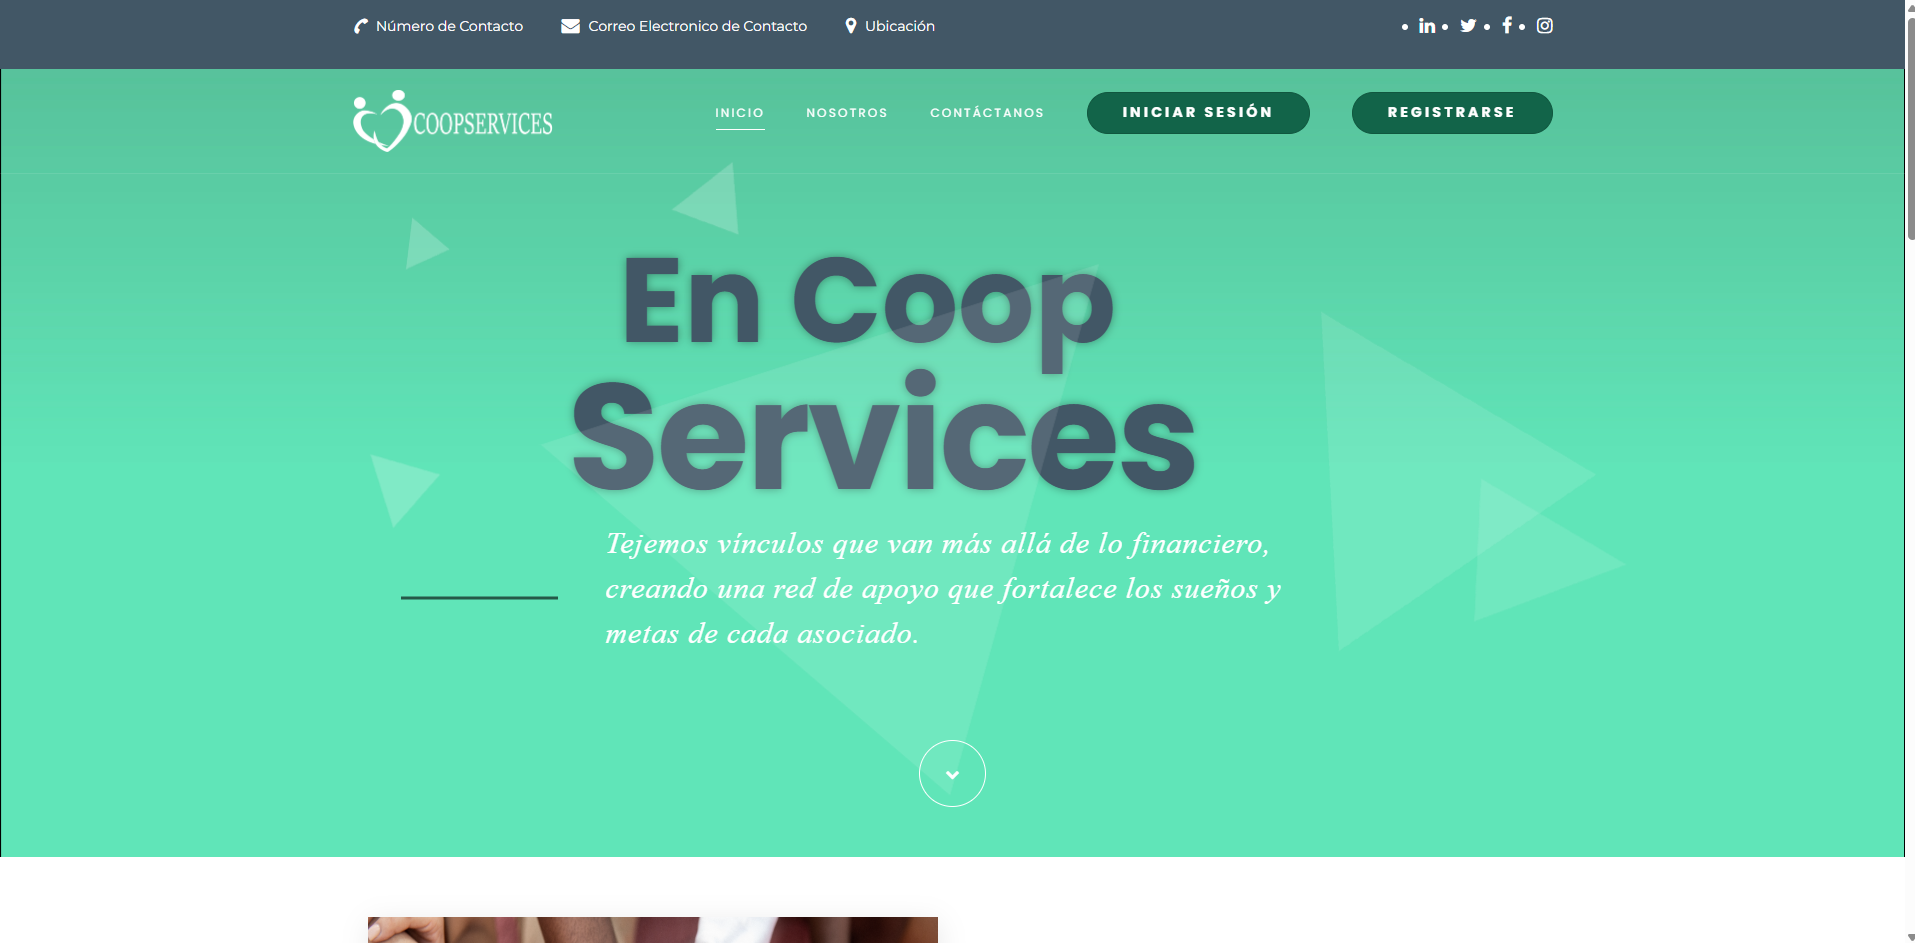 Número de Contacto
Correo Electronico de Contacto
Ubicación
COOPSERVICES
INICIO
NOSOTROS
CONTÁCTANOS
INICIAR SESIÓN
REGISTRARSE
En Coop
Services
Tejemos vínculos que van más allá de lo financiero,
creando una red de apoyo que fortalece los sueños y
metas de cada asociado.